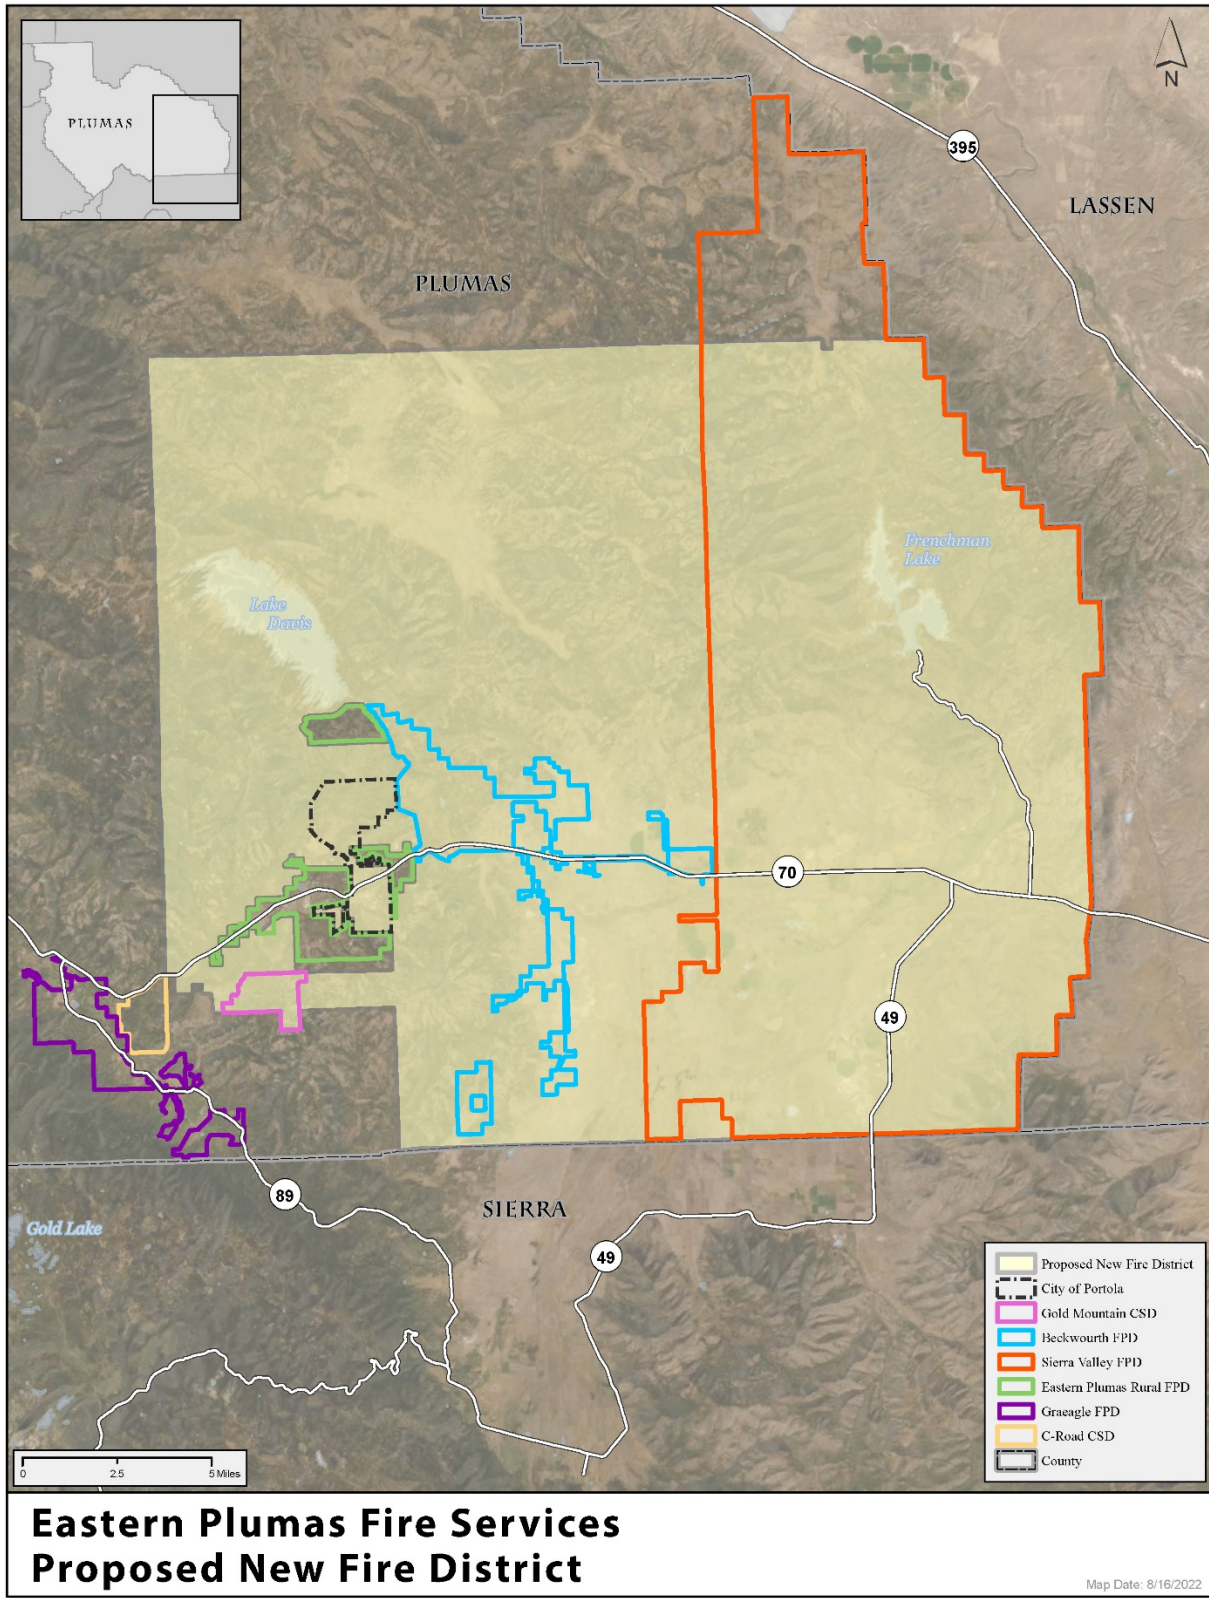 PLUMAS
N
395
LASSEN
PLUMAS
Frenchman
Lake
Lake
Davis
70
49
89
SIERRA
Gold Lake
49
Proposed New Fire District
City of Portola
Gold Mountain CSD
Beckwourth FPD
Sierra Valley FPD
Eastern Plumas Rural FPD
Graeagle FPD
C-Road CSD
County
0 2.5 5 Miles
Eastern Plumas Fire Services
Proposed New Fire District
Map Date: 8/16/2022